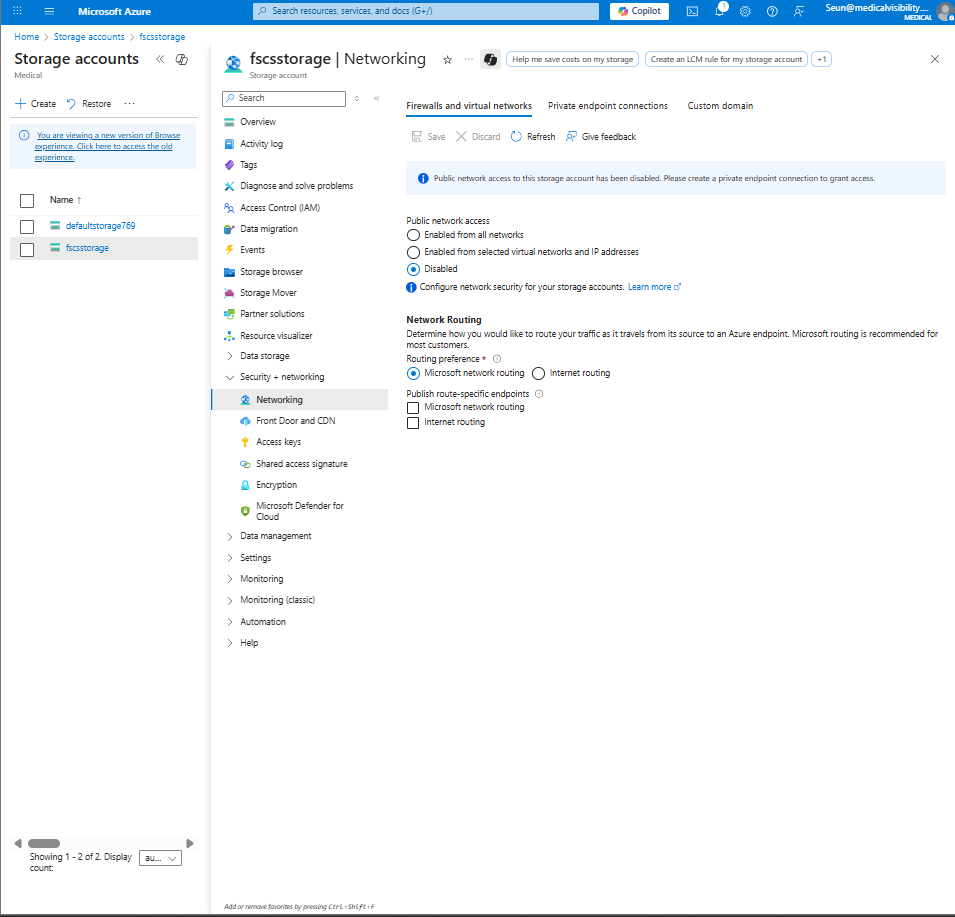 Microsoft Azure
Search resources, services, and docs (G+/)
Copilot
1
Seun@medicalvisibility....
MEDICAL
Home > Storage accounts > fscsstorage
Storage accounts
Medical
Create
Restore
...
You are viewing a new version of Browse
experience. Click here to access the old
experience.
Name ↑
defaultstorage769
fscsstorage
Showing 1 - 2 of 2. Display
count:
au...
fscsstorage | Networking
Storage account
...
Help me save costs on my storage
Create an LCM rule for my storage account
+1
Search
Overview
Activity log
Tags
Diagnose and solve problems
Access Control (IAM)
Data migration
Events
Storage browser
Storage Mover
Partner solutions
Resource visualizer
Data storage
Security + networking
Networking
Front Door and CDN
Access keys
Shared access signature
Encryption
Microsoft Defender for
Cloud
Data management
Settings
Monitoring
Monitoring (classic)
Automation
Help
Add or remove favorites by pressing Ctrl+Shift+F
Firewalls and virtual networks
Private endpoint connections
Custom domain
Save
Discard
Refresh
Give feedback
Public network access to this storage account has been disabled. Please create a private endpoint connection to grant access.
Public network access
Enabled from all networks
Enabled from selected virtual networks and IP addresses
Disabled
Configure network security for your storage accounts. Learn more
Network Routing
Determine how you would like to route your traffic as it travels from its source to an Azure endpoint. Microsoft routing is recommended for
most customers.
Routing preference *
Microsoft network routing
Internet routing
Publish route-specific endpoints
Microsoft network routing
Internet routing